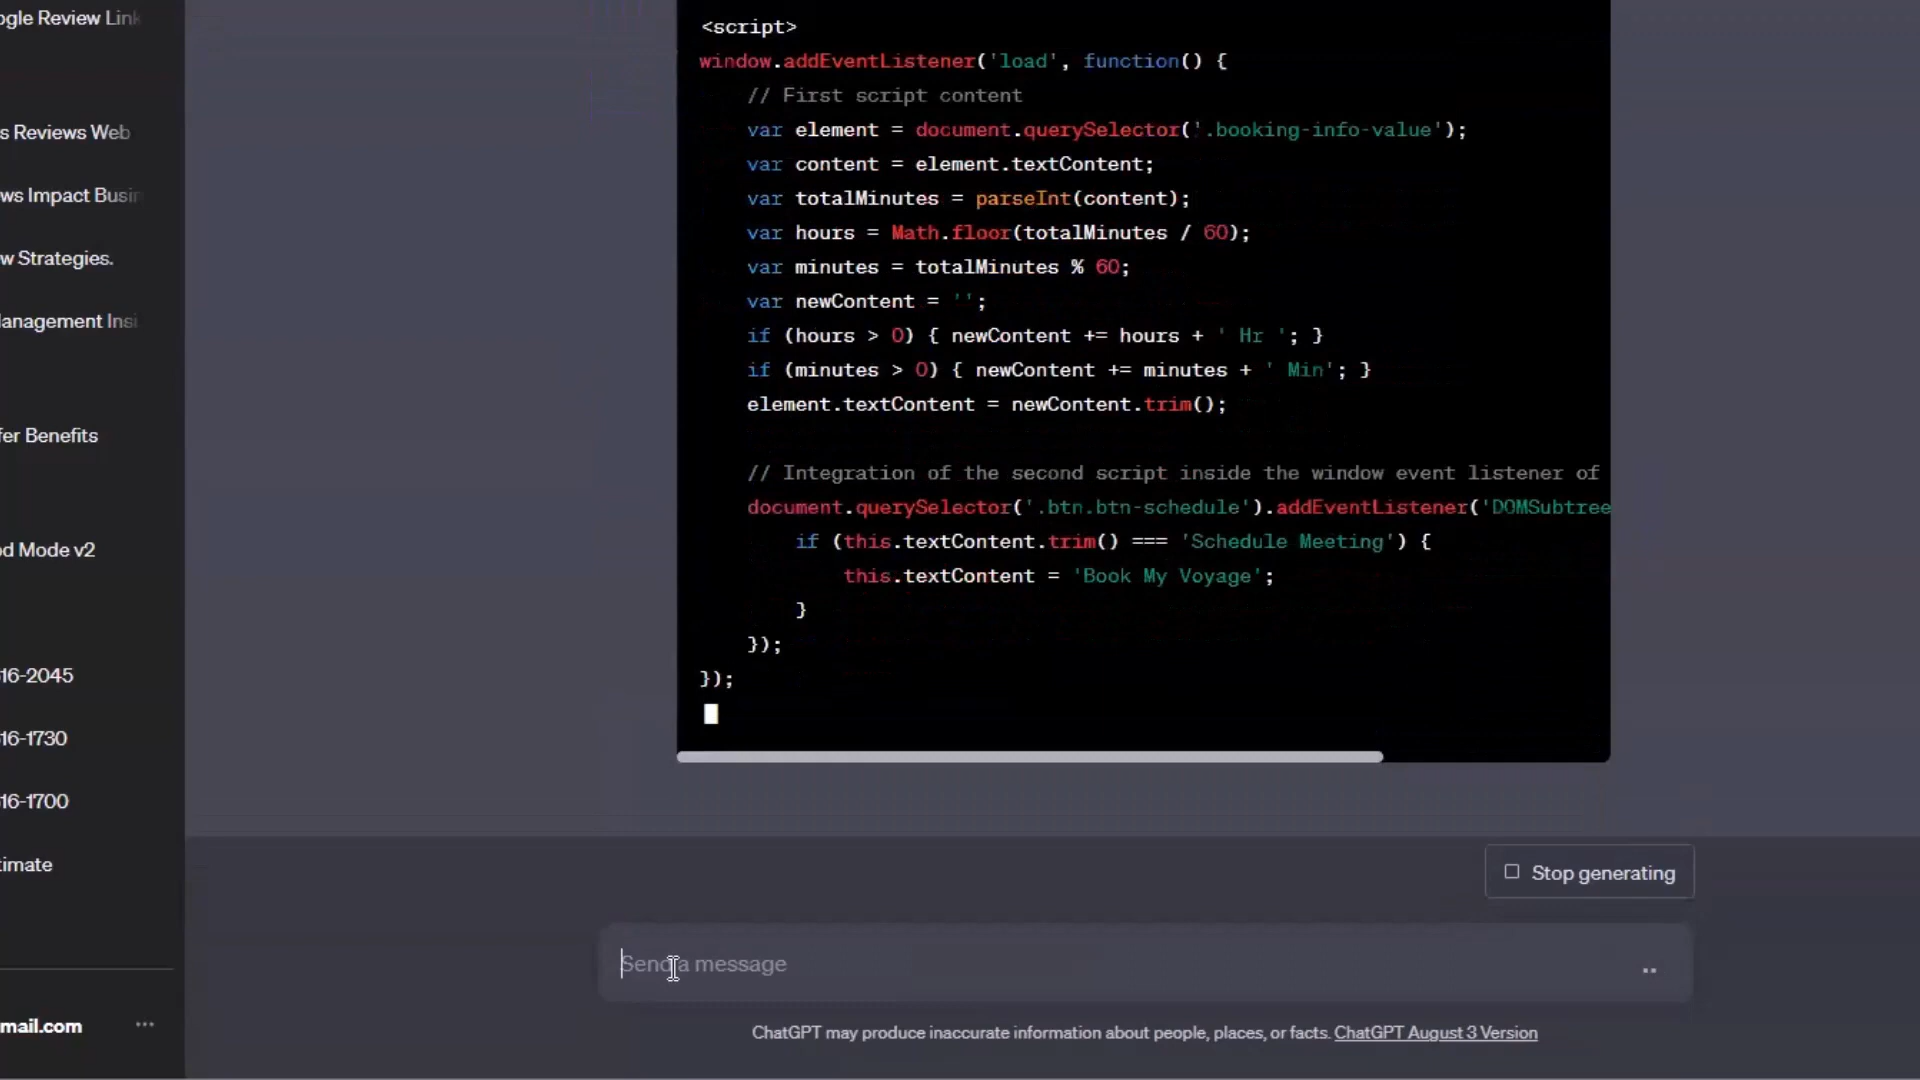 ogle Review Link
s Reviews Web
ws Impact Busin
w Strategies.
lanagement Insi
fer Benefits
od Mode v2
16-2045
16-1730
16-1700
timate
mail.com
<script>
window.addEventListener('load', function() {
// First script content
var element = document.querySelector('.booking-info-value');
var content = element.textContent;
var totalMinutes = parseInt(content);
var hours = Math.floor(totalMinutes / 60);
var minutes = totalMinutes % 60;
var newContent = '';
if (hours > 0) { newContent += hours + ' Hr '; }
if (minutes > 0) { newContent += minutes + ' Min'; }
element.textContent = newContent.trim();
// Integration of the second script inside the window event listener of
document.querySelector('.btn.btn-schedule').addEventListener('DOMSubtree
if (this.textContent.trim() === 'Schedule Meeting') {
this.textContent = 'Book My Voyage';
}
});
});
Stop generating
Send a message
ChatGPT may produce inaccurate information about people, places, or facts. ChatGPT August 3 Version